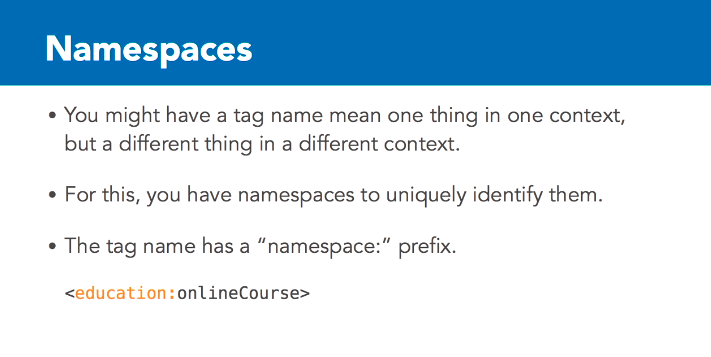 Namespaces
• You might have a tag name mean one thing in one context,
but a different thing in a different context.
• For this, you have namespaces to uniquely identify them.
• The tag name has a “namespace:“ prefix.
<education:onlineCourse>